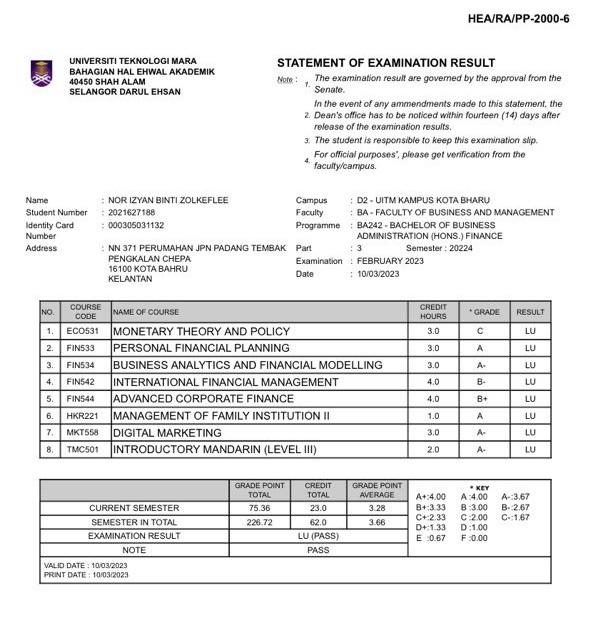 HEA/RA/PP-2000-6
UNIVERSITI TEKNOLOGI MARA
BAHAGIAN HAL EHWAL AKADEMIK
40450 SHAH ALAM
SELANGOR DARUL EHSAN
STATEMENT OF EXAMINATION RESULT
Note :
1. The examination result are governed by the approval from the
Senate.
In the event of any ammendments made to this statement, the
2. Dean's office has to be noticed within fourteen (14) days after
release of the examination results.
3. The student is responsible to keep this examination slip.
4. For official purposes', please get verification from the
faculty/campus.
Name : NOR IZYAN BINTI ZOLKEFLEE
Student Number : 2021627188
Identity Card : 000305031132
Number
Address : NN 371 PERUMAHAN JPN PADANG TEMBAK
PENGKALAN CHEPA
16100 KOTA BAHRU
KELANTAN
Campus : D2 - UITM KAMPUS KOTA BHARU
Faculty : BA - FACULTY OF BUSINESS AND MANAGEMENT
Programme : BA242 - BACHELOR OF BUSINESS
ADMINISTRATION (HONS.) FINANCE
Part : 3 Semester : 20224
Examination : FEBRUARY 2023
Date : 10/03/2023
NO. COURSE CODE NAME OF COURSE CREDIT HOURS * GRADE RESULT
1. ECO531 MONETARY THEORY AND POLICY 3.0 C LU
2. FIN533 PERSONAL FINANCIAL PLANNING 3.0 A LU
3. FIN534 BUSINESS ANALYTICS AND FINANCIAL MODELLING 3.0 A- LU
4. FIN542 INTERNATIONAL FINANCIAL MANAGEMENT 4.0 B- LU
5. FIN544 ADVANCED CORPORATE FINANCE 4.0 B+ LU
6. HKR221 MANAGEMENT OF FAMILY INSTITUTION II 1.0 A LU
7. MKT558 DIGITAL MARKETING 3.0 A- LU
8. TMC501 INTRODUCTORY MANDARIN (LEVEL III) 2.0 A- LU
GRADE POINT TOTAL CREDIT TOTAL GRADE POINT AVERAGE
CURRENT SEMESTER 75.36 23.0 3.28
SEMESTER IN TOTAL 226.72 62.0 3.66
EXAMINATION RESULT LU (PASS)
NOTE PASS
* KEY
A+:4.00 A :4.00 A-:3.67
B+:3.33 B :3.00 B-:2.67
C+:2.33 C :2.00 C-:1.67
D+:1.33 D :1.00
E :0.67 F :0.00
VALID DATE : 10/03/2023
PRINT DATE : 10/03/2023